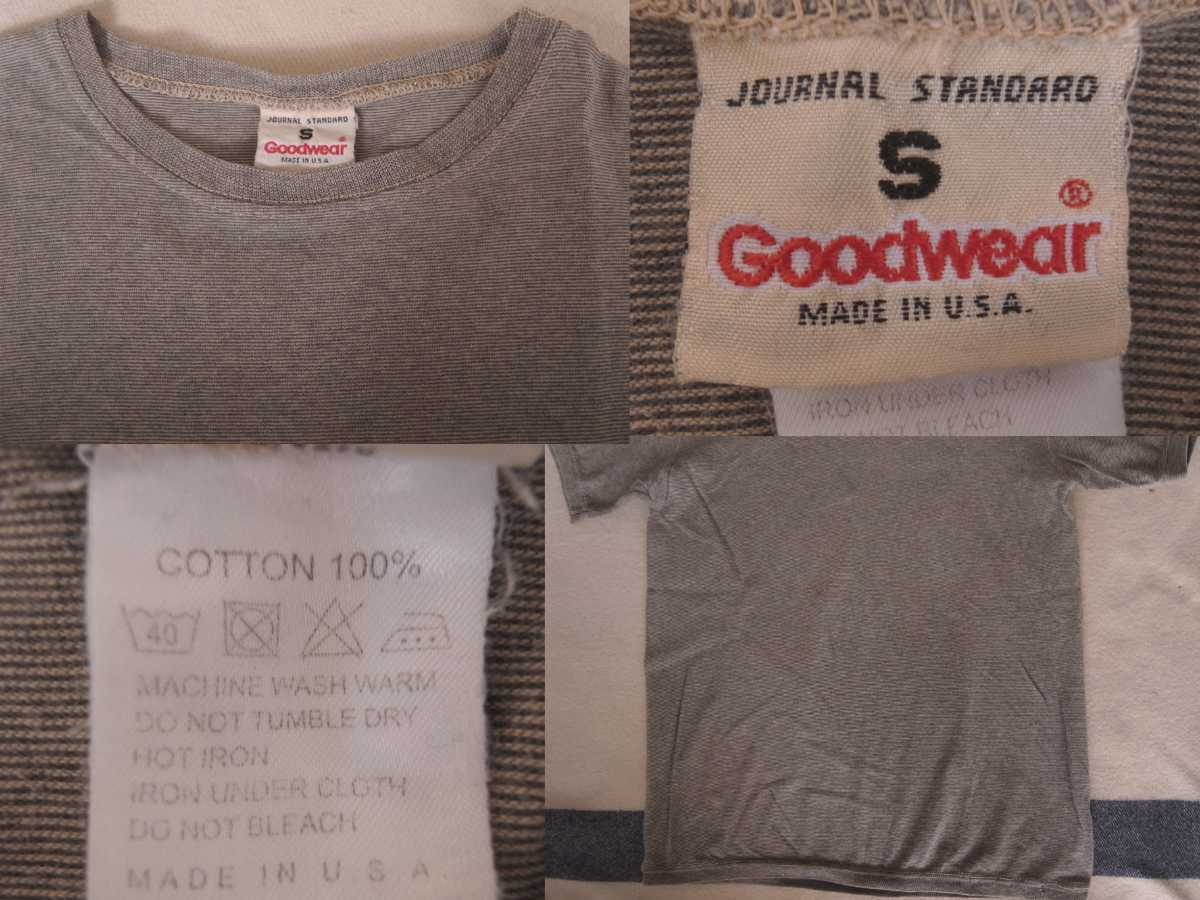 JOURNAL STANDARD
S
Goodwear®
MADE IN U.S.A.
JOURNAL STANDARD
S
Goodwear®
MADE IN U.S.A.
IRON UNDER CLOTH
DO NOT BLEACH
COTTON 100%
40
MACHINE WASH WARM
DO NOT TUMBLE DRY
HOT IRON
IRON UNDER CLOTH
DO NOT BLEACH
MADE IN U.S.A